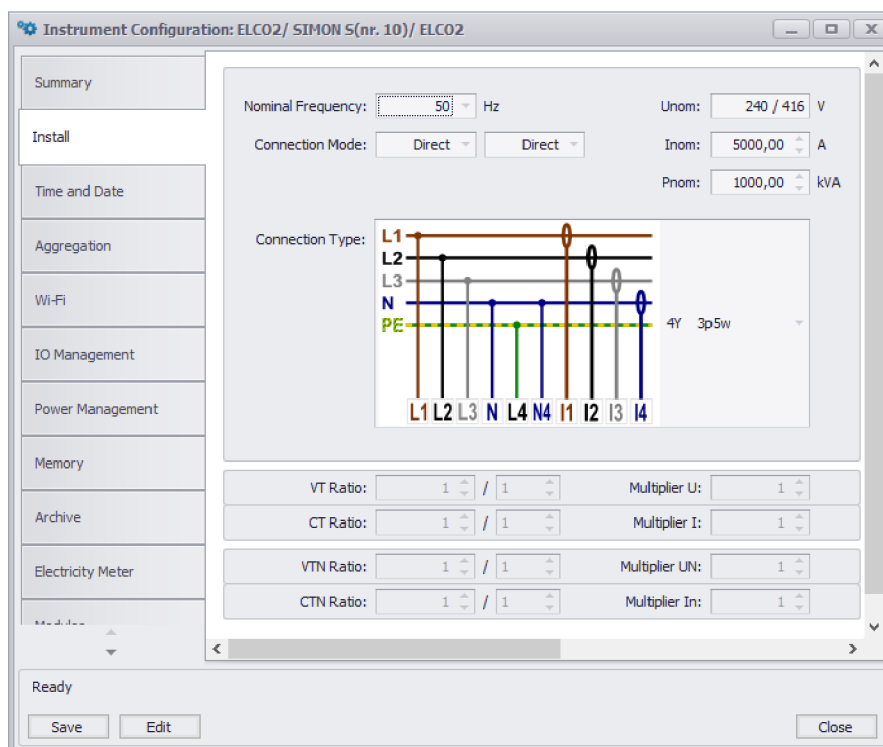 Instrument Configuration: ELCO2/ SIMON S(nr. 10)/ ELCO2
Summary
Install
Time and Date
Aggregation
Wi-Fi
IO Management
Power Management
Memory
Archive
Electricity Meter
Modules
Nominal Frequency: 50 Hz Unom: 240 / 416 V
Connection Mode: Direct Direct Inom: 5000,00 A
Pnom: 1000,00 kVA
Connection Type:
L1
L2
L3
N
PE
4Y 3p5w
L1 L2 L3 N L4 N4 I1 I2 I3 I4
VT Ratio: 1 / 1 Multiplier U: 1
CT Ratio: 1 / 1 Multiplier I: 1
VTN Ratio: 1 / 1 Multiplier UN: 1
CTN Ratio: 1 / 1 Multiplier In: 1
Ready
Save Edit Close